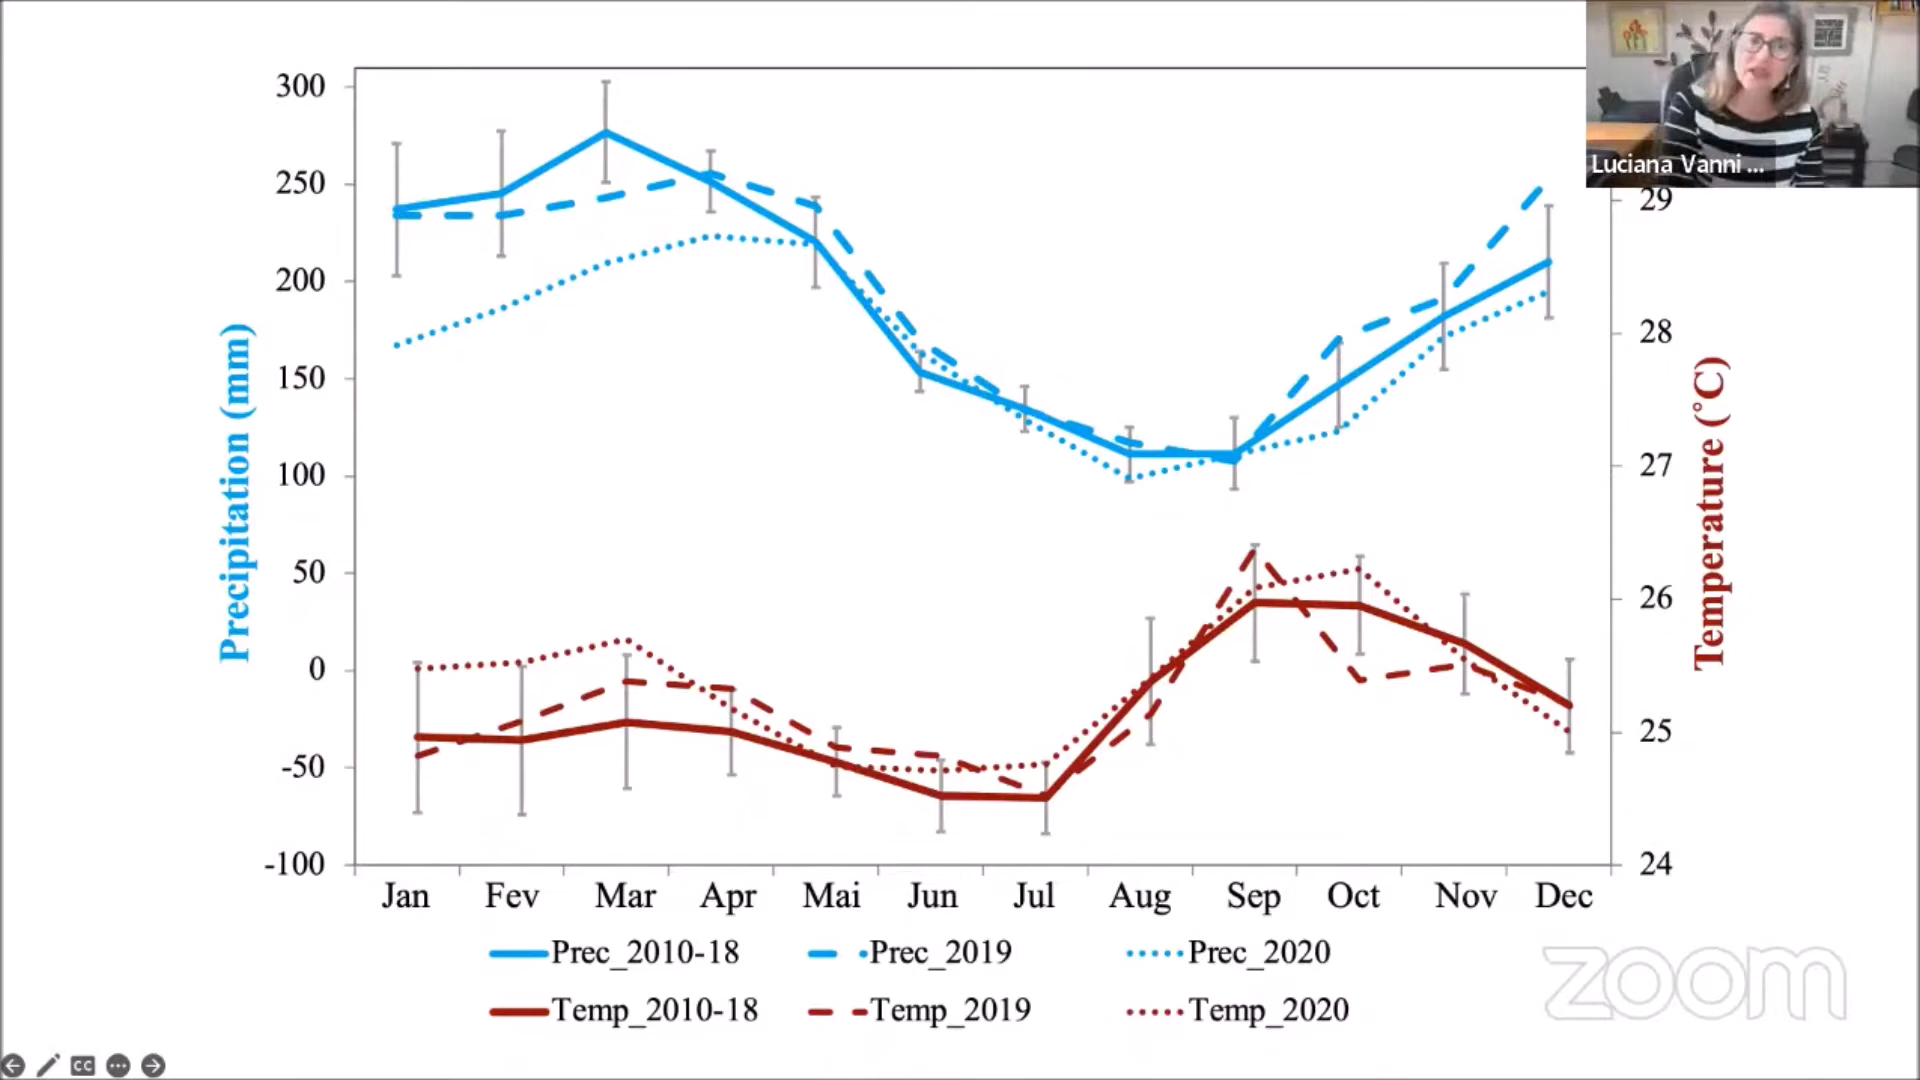 Luciana Vanni ...
300
250
200
150
100
50
0
-50
-100
Precipitation (mm)
29
28
27
26
25
24
Temperature (°C)
Jan Fev Mar Apr Mai Jun Jul Aug Sep Oct Nov Dec
Prec_2010-18 Prec_2019 Prec_2020
Temp_2010-18 Temp_2019 Temp_2020
zoom
CC